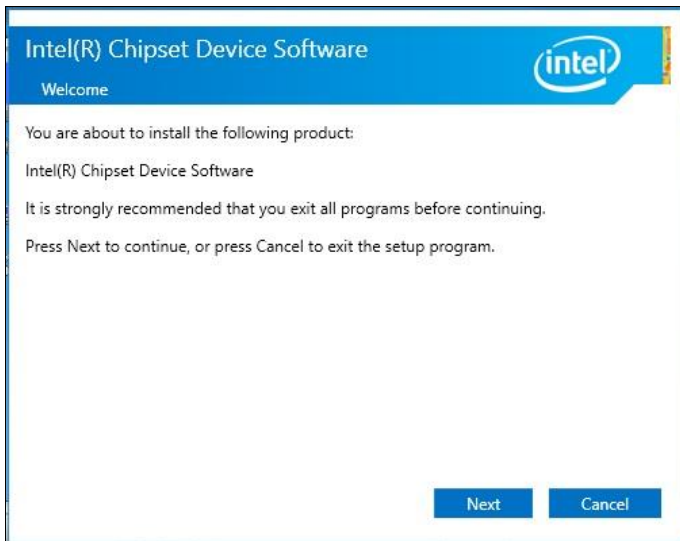 Intel(R) Chipset Device Software
intel
Welcome
You are about to install the following product:
Intel(R) Chipset Device Software
It is strongly recommended that you exit all programs before continuing.
Press Next to continue, or press Cancel to exit the setup program.
Next
Cancel